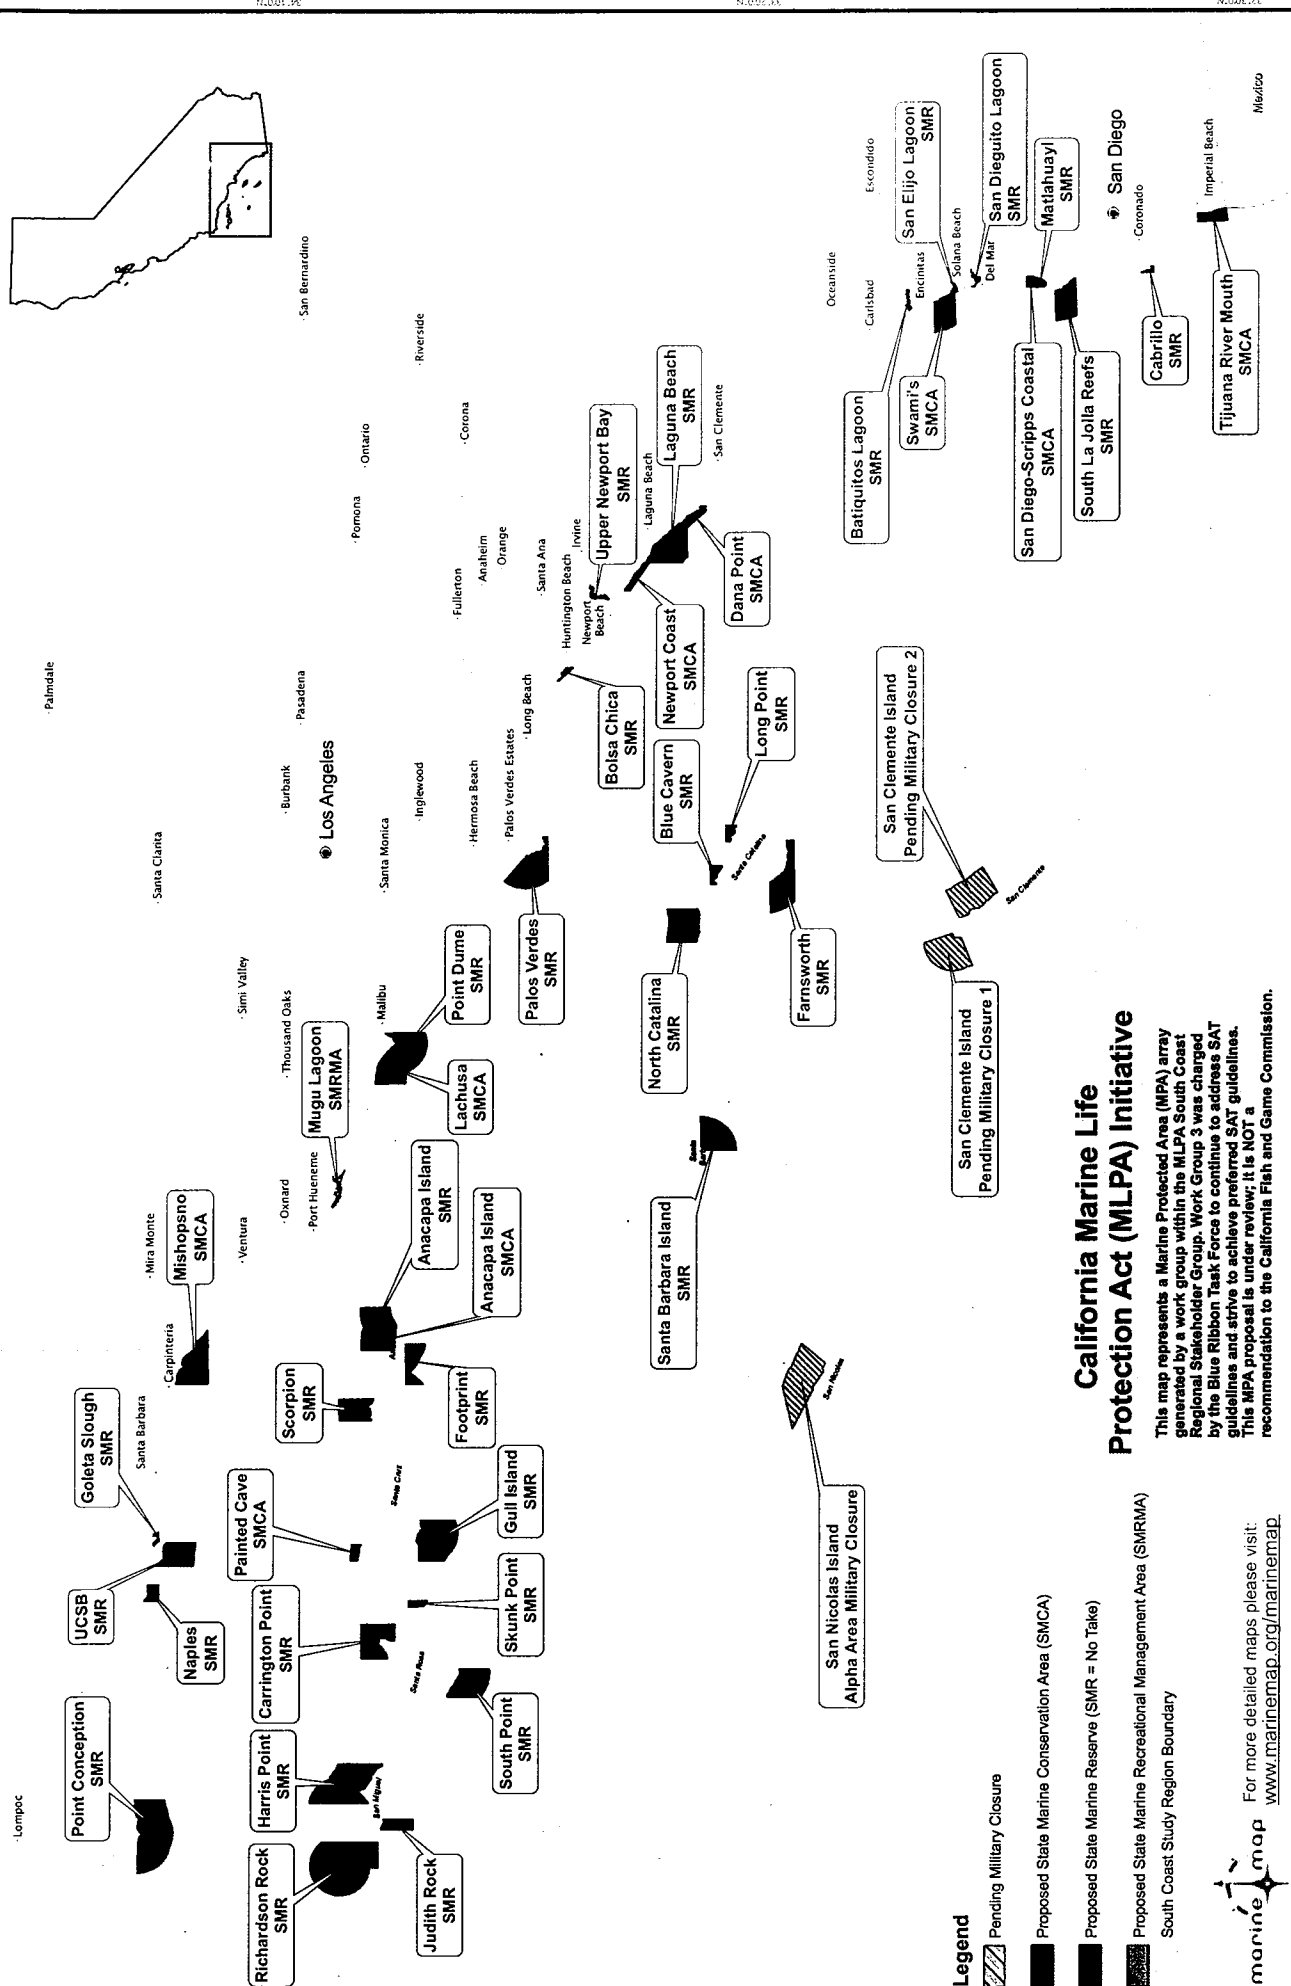 Lompoc
Point Conception
SMR
UCSB
SMR
Goleta Slough
SMR
Naples
SMR
Santa Barbara
Carpinteria
Mishopsno
SMCA
Mira Monte
Ventura
Oxnard
Port Hueneme
Mugu Lagoon
SMRMA
Thousand Oaks
Simi Valley
Santa Clarita
Palmdale
Richardson Rock
SMR
Harris Point
SMR
San Miguel
Judith Rock
SMR
Carrington Point
SMR
Santa Rosa
South Point
SMR
Skunk Point
SMR
Painted Cave
SMCA
Santa Cruz
Gull Island
SMR
Scorpion
SMR
Footprint
SMR
Anacapa Island
SMR
Anacapa Island
SMCA
Lachusa
SMCA
Point Dume
SMR
Malibu
Santa Monica
Los Angeles
Burbank
Pasadena
Inglewood
Hermosa Beach
Palos Verdes Estates
Palos Verdes
SMR
Long Beach
San Bernardino
Riverside
Ontario
Pomona
Corona
Fullerton
Anaheim
Orange
Santa Ana
Irvine
Huntington Beach
Newport
Beach
Upper Newport Bay
SMR
Bolsa Chica
SMR
Laguna Beach
Laguna Beach
SMR
Newport Coast
SMCA
Dana Point
SMCA
San Clemente
Santa Barbara Island
SMR
North Catalina
SMR
Blue Cavern
SMR
Long Point
SMR
Santa Catalina
Farnsworth
SMR
San Nicolas Island
Alpha Area Military Closure
San Nicolas
San Clemente Island
Pending Military Closure 1
San Clemente Island
Pending Military Closure 2
San Clemente
Oceanside
Carlsbad
Escondido
Encinitas
Batiquitos Lagoon
SMR
Swami's
SMCA
San Elijo Lagoon
SMR
Solana Beach
Del Mar
San Dieguito Lagoon
SMR
San Diego-Scripps Coastal
SMCA
Matlahuayl
SMR
South La Jolla Reefs
SMR
San Diego
Coronado
Cabrillo
SMR
Imperial Beach
Tijuana River Mouth
SMCA
Mexico
California Marine Life
Protection Act (MLPA) Initiative
This map represents a Marine Protected Area (MPA) array
generated by a work group within the MLPA South Coast
Regional Stakeholder Group. Work Group 3 was charged
by the Blue Ribbon Task Force to continue to address SAT
guidelines and strive to achieve preferred SAT guidelines.
This MPA proposal is under review; it is NOT a
recommendation to the California Fish and Game Commission.
Legend
Pending Military Closure
Proposed State Marine Conservation Area (SMCA)
Proposed State Marine Reserve (SMR = No Take)
Proposed State Marine Recreational Management Area (SMRMA)
South Coast Study Region Boundary
marine map
For more detailed maps please visit:
www.marinemap.org/marinemap